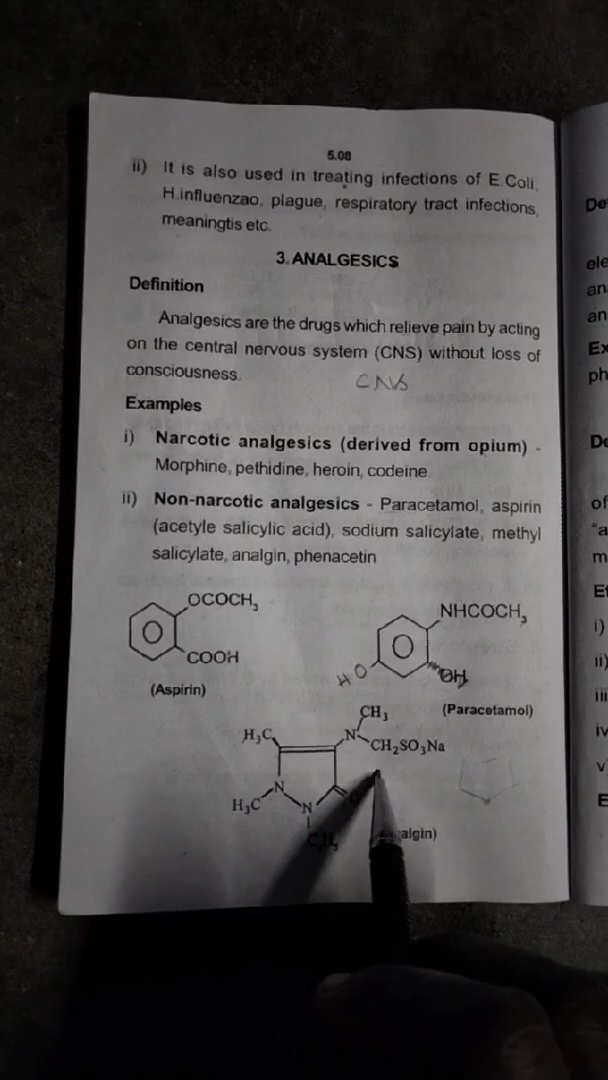 5.08
ii) It is also used in treating infections of E.Coli,
H.influenzao, plague, respiratory tract infections,
meaningtis etc.
3. ANALGESICS
Definition
Analgesics are the drugs which relieve pain by acting
on the central nervous system (CNS) without loss of
consciousness.
CNS
Examples
i) Narcotic analgesics (derived from opium) -
Morphine, pethidine, heroin, codeine
ii) Non-narcotic analgesics - Paracetamol, aspirin
(acetyle salicylic acid), sodium salicylate, methyl
salicylate, analgin, phenacetin
OCOCH₃
COOH
(Aspirin)
NHCOCH₃
HO
OH
(Paracetamol)
CH₃
H₃C
N
CH₂SO₃Na
N
H₃C
N
algin)
ele
an
an
Ex
ph
of
"a
m
i)
ii)
iii
iv
v
E